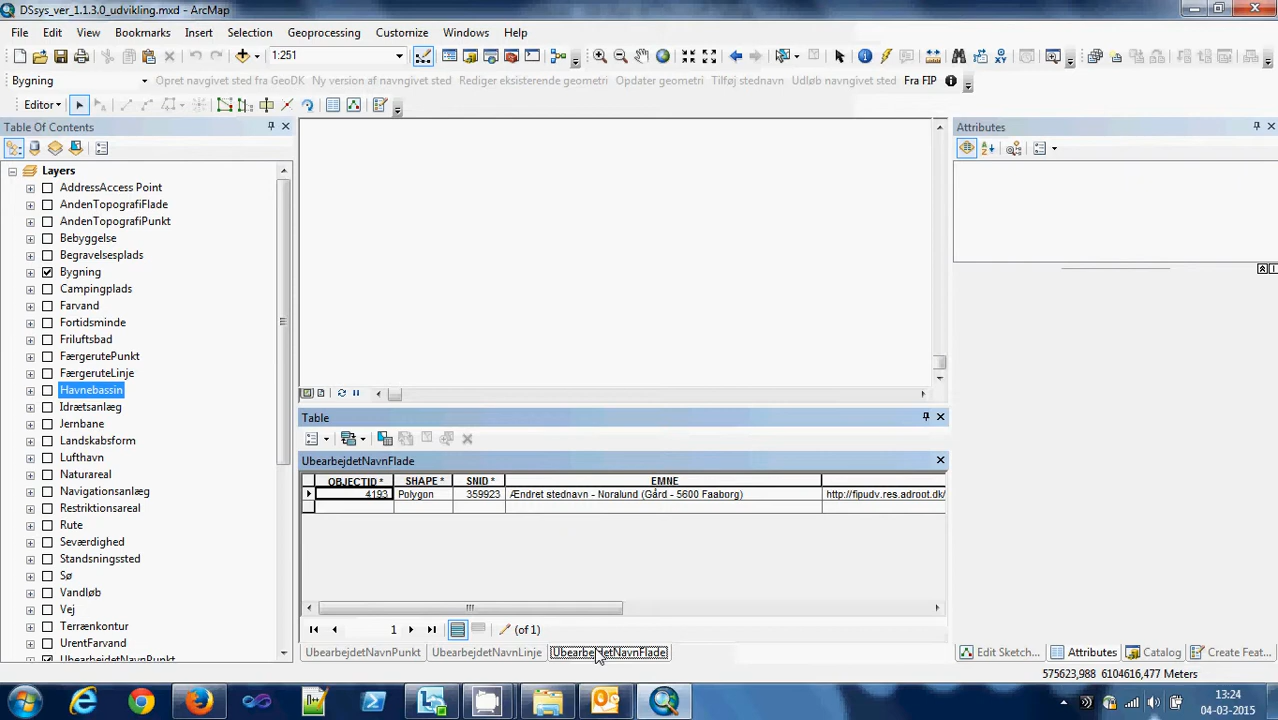 DSsys_ver_1.1.3.0_udvikling.mxd - ArcMap
File Edit View Bookmarks Insert Selection Geoprocessing Customize Windows Help
1:251
Bygning Opret navgivet sted fra GeoDK Ny version af navngivet sted Rediger eksisterende geometri Opdater geometri Tilføj stednavn Udløb navngivet sted Fra FIP
Editor
Table Of Contents
Layers
AddressAccess Point
AndenTopografiFlade
AndenTopografiPunkt
Bebyggelse
Begravelsesplads
Bygning
Campingplads
Farvand
Fortidsminde
Friluftsbad
FærgerutePunkt
FærgeruteLinje
Havnebassin
Idrætsanlæg
Jernbane
Landskabsform
Lufthavn
Naturareal
Navigationsanlæg
Restriktionsareal
Rute
Seværdighed
Standsningssted
Sø
Vandløb
Vej
Terrænkontur
UrentFarvand
UbearbejdetNavnPunkt
Table
UbearbejdetNavnFlade
OBJECTID * SHAPE * SNID * EMNE
4193 Polygon 359923 Ændret stednavn - Noralund (Gård - 5600 Faaborg) http://fipudv.res.adroot.dk/
1 (of 1)
UbearbejdetNavnPunkt UbearbejdetNavnLinje UbearbejdetNavnFlade
Attributes
Edit Sketch... Attributes Catalog Create Feat...
575623,988 6104616,477 Meters
13:24
04-03-2015